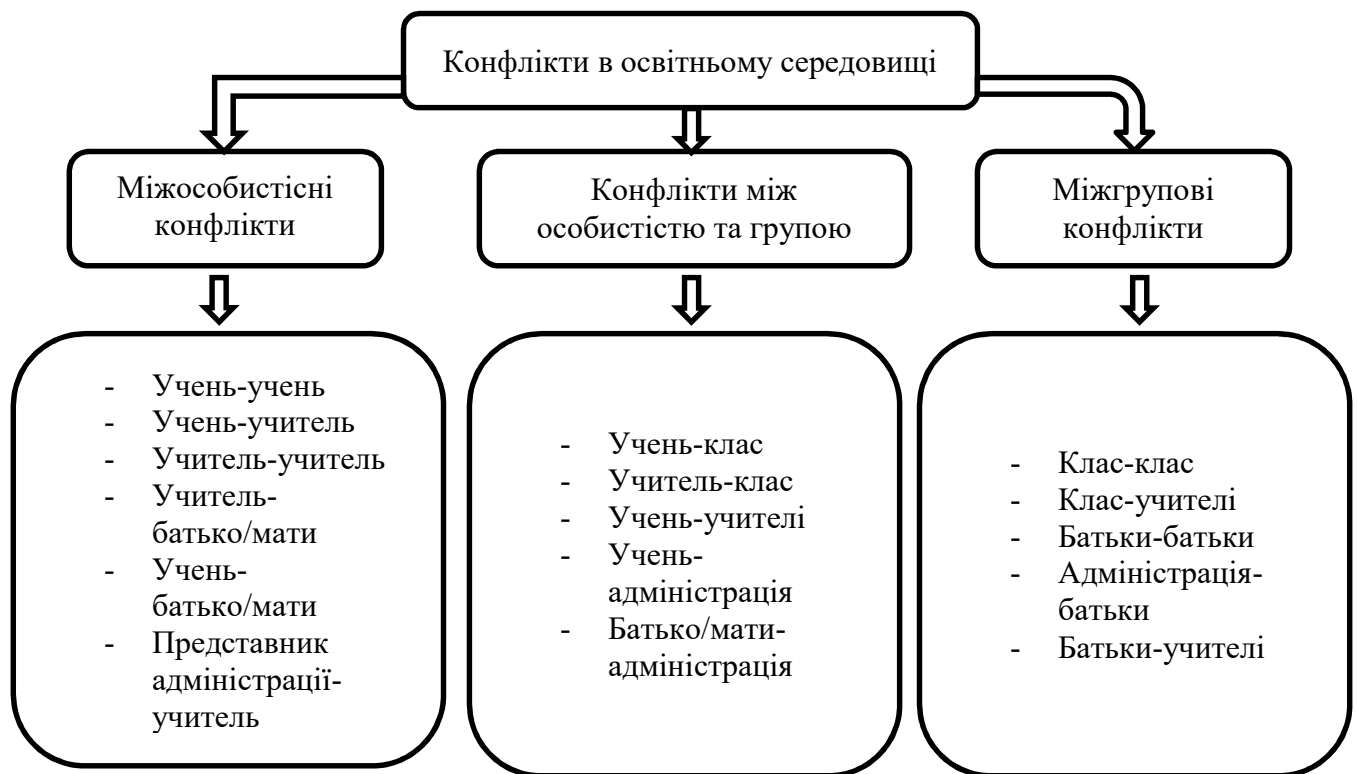 Конфлікти в освітньому середовищі
Міжособистісні
конфлікти
Конфлікти між
особистістю та групою
Міжгрупові
конфлікти
- Учень-учень
- Учень-учитель
- Учитель-учитель
- Учитель-
батько/мати
- Учень-
батько/мати
- Представник
адміністрації-
учитель
- Учень-клас
- Учитель-клас
- Учень-учителі
- Учень-
адміністрація
- Батько/мати-
адміністрація
- Клас-клас
- Клас-учителі
- Батьки-батьки
- Адміністрація-
батьки
- Батьки-учителі